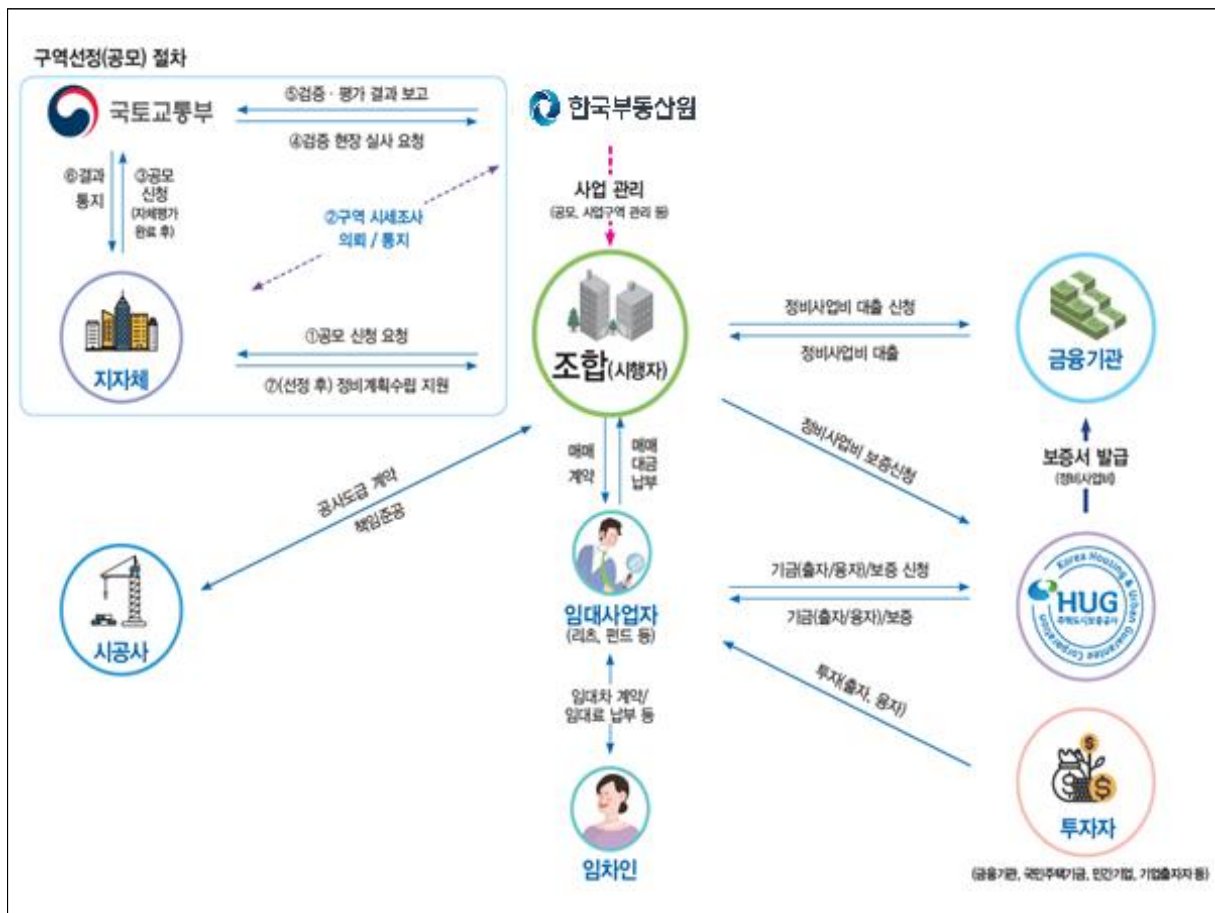 구역선정(공모) 절차
국토교통부
⑤검증 · 평가 결과 보고
④검증 현장 실사 요청
한국부동산원
⑥결과
통지
③공모
신청
(자체평가
완료 후)
②구역 시세조사
의뢰 / 통지
사업 관리
(공모, 사업구역 관리 등)
지자체
①공모 신청 요청
⑦(선정 후) 정비계획수립 지원
조합(시행자)
정비사업비 대출 신청
정비사업비 대출
금융기관
매매
계약
매매
대금
납부
정비사업비 보증신청
보증서 발급
(정비사업비)
공사도급 계약
책임준공
시공사
임대사업자
(리츠, 펀드 등)
기금(출자/융자)/보증 신청
기금(출자/융자)/보증
Korea Housing & Urban Guarantee Corporation
HUG
주택도시보증공사
임대차 계약/
임대료 납부 등
투자(출자, 융자)
임차인
투자자
(금융기관, 국민주택기금, 민간기업, 기업출자자 등)